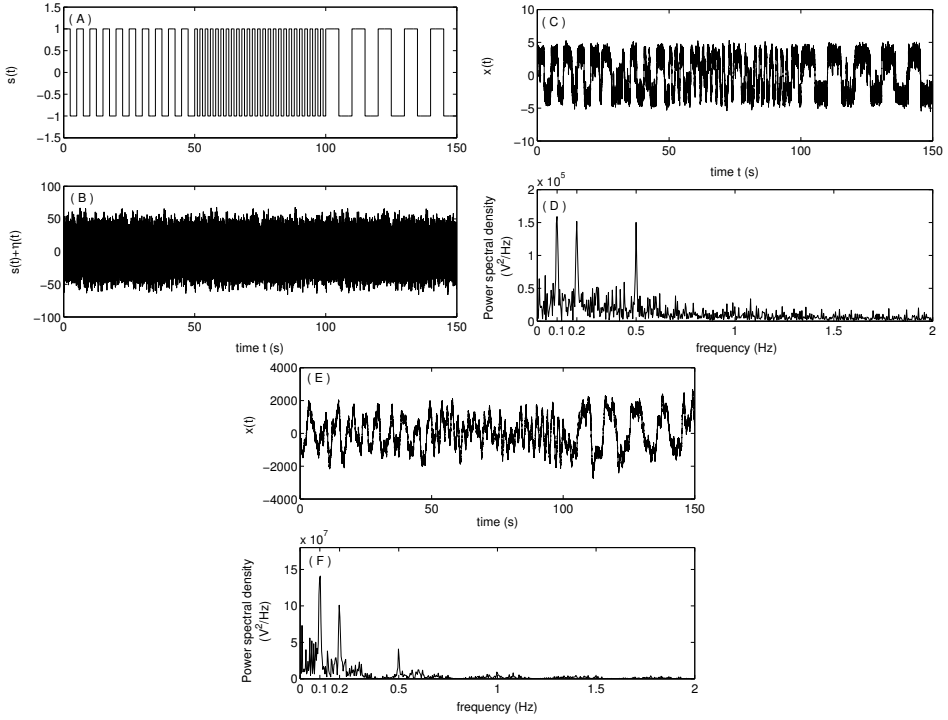 ( A )
s(t)
1.5
1
0.5
0
−0.5
−1
−1.5
0 50 100 150
( B )
s(t)+η(t)
100
50
0
−50
−100
0 50 100 150
time t (s)
( C )
x(t)
10
5
0
−5
−10
0 50 100 150
time t (s)
( D )
x 10^5
Power spectral density
(V^2/Hz)
2
1.5
1
0.5
0
0 0.1 0.2 0.5 1 1.5 2
frequency (Hz)
( E )
x(t)
4000
2000
0
−2000
−4000
0 50 100 150
time (s)
( F )
x 10^7
Power spectral density
(V^2/Hz)
15
10
5
0
0 0.1 0.2 0.5 1 1.5 2
frequency (Hz)